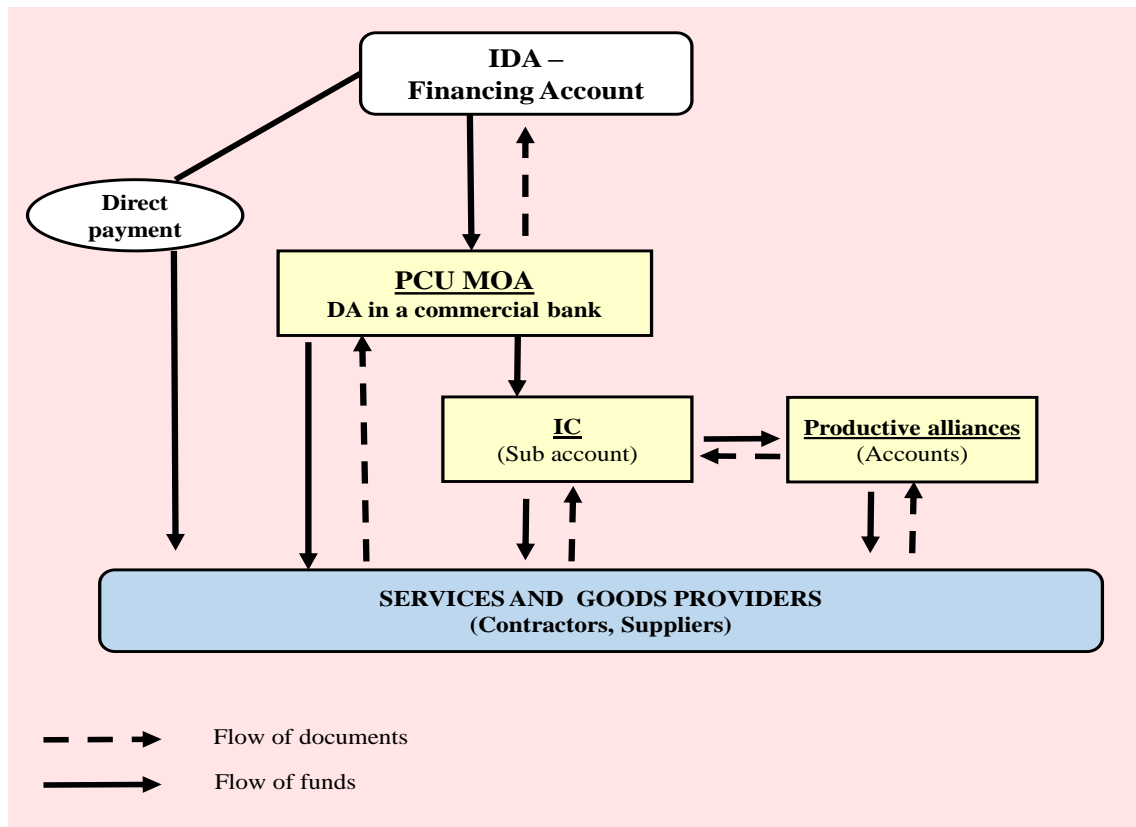 IDA –
Financing Account
Direct
payment
PCU MOA
DA in a commercial bank
IC
(Sub account)
Productive alliances
(Accounts)
SERVICES AND GOODS PROVIDERS
(Contractors, Suppliers)
Flow of documents
Flow of funds